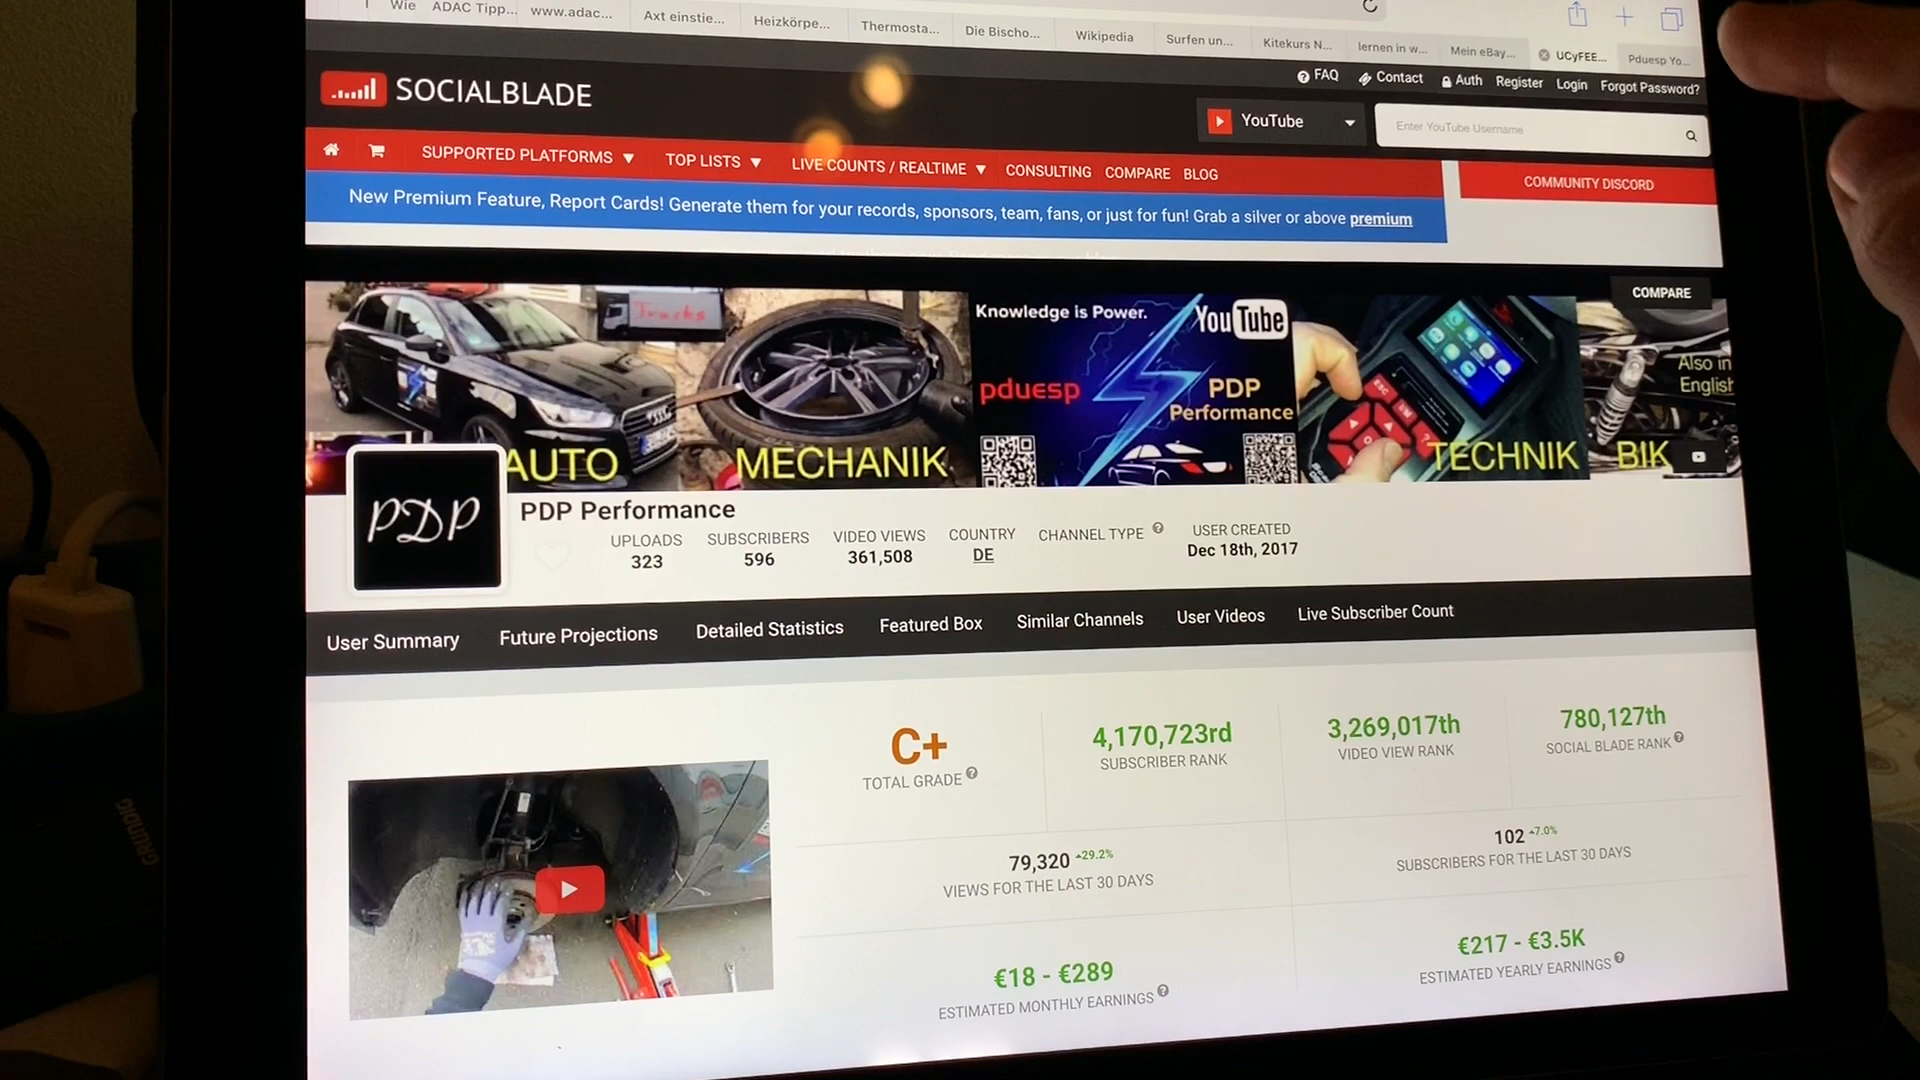 Wie
ADAC Tipp...
www.adac...
Axt einstie...
Heizkörpe...
Thermosta...
Die Bischo...
Wikipedia
Surfen un...
Kitekurs N...
lernen in w...
Mein eBay...
UCyFEE...
Pduesp Yo...
FAQ Contact Auth Register Login Forgot Password?
SOCIALBLADE
YouTube
Enter YouTube Username
SUPPORTED PLATFORMS ▼ TOP LISTS ▼ LIVE COUNTS / REALTIME ▼ CONSULTING COMPARE BLOG
COMMUNITY DISCORD
New Premium Feature, Report Cards! Generate them for your records, sponsors, team, fans, or just for fun! Grab a silver or above premium
COMPARE
Trucks
Knowledge is Power.
YouTube
pduesp
PDP
Performance
Also in
English
AUTO
MECHANIK
TECHNIK
BIK
PDP
PDP Performance
UPLOADS
323
SUBSCRIBERS
596
VIDEO VIEWS
361,508
COUNTRY
DE
CHANNEL TYPE ?
USER CREATED
Dec 18th, 2017
User Summary
Future Projections
Detailed Statistics
Featured Box
Similar Channels
User Videos
Live Subscriber Count
C+
TOTAL GRADE ?
4,170,723rd
SUBSCRIBER RANK
3,269,017th
VIDEO VIEW RANK
780,127th
SOCIAL BLADE RANK ?
79,320 29.2%
VIEWS FOR THE LAST 30 DAYS
102 7.0%
SUBSCRIBERS FOR THE LAST 30 DAYS
€18 - €289
ESTIMATED MONTHLY EARNINGS ?
€217 - €3.5K
ESTIMATED YEARLY EARNINGS ?
GRUNDIG